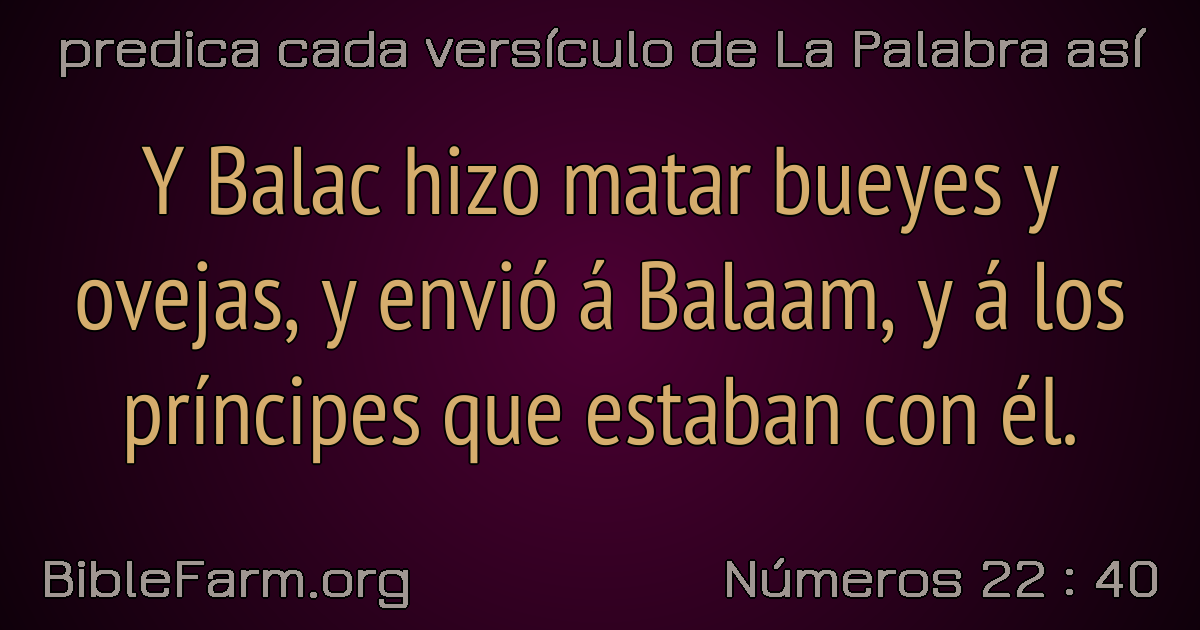 predica cada versículo de La Palabra así
Y Balac hizo matar bueyes y
ovejas, y envió á Balaam, y á los
príncipes que estaban con él.
BibleFarm.org
Números 22 : 40